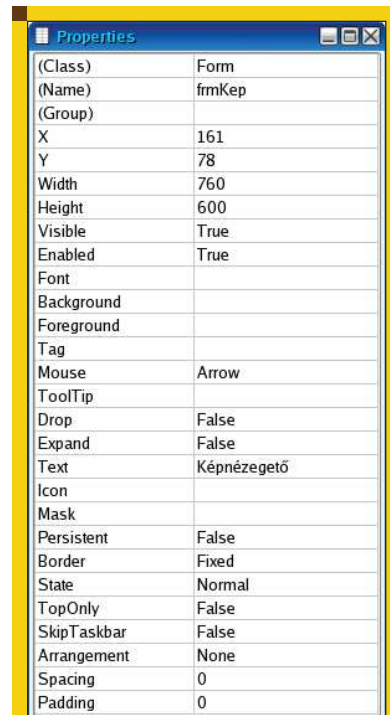 Properties
(Class) Form
(Name) frmKep
(Group)
X 161
Y 78
Width 760
Height 600
Visible True
Enabled True
Font
Background
Foreground
Tag
Mouse Arrow
ToolTip
Drop False
Expand False
Text Képnézegető
Icon
Mask
Persistent False
Border Fixed
State Normal
TopOnly False
SkipTaskbar False
Arrangement None
Spacing 0
Padding 0